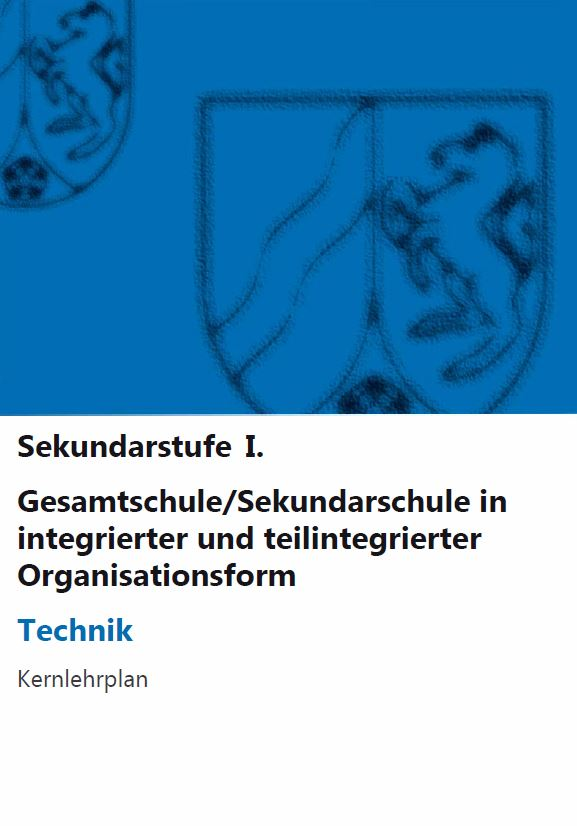 Sekundarstufe I.
Gesamtschule/Sekundarschule in
integrierter und teilintegrierter
Organisationsform
Technik
Kernlehrplan